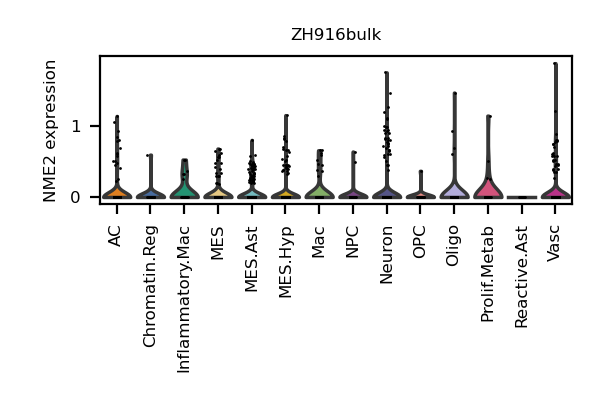 ZH916bulk
NME2 expression
1
0
AC
Chromatin.Reg
Inflammatory.Mac
MES
MES.Ast
MES.Hyp
Mac
NPC
Neuron
OPC
Oligo
Prolif.Metab
Reactive.Ast
Vasc